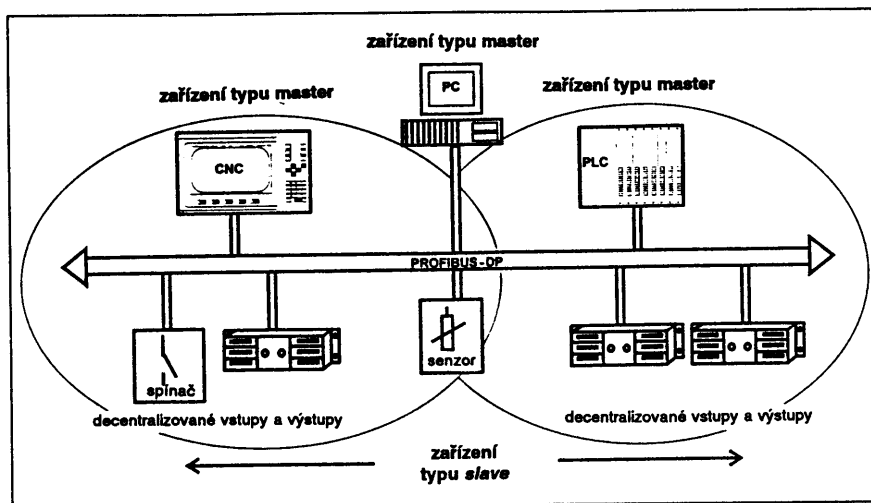 zařízení typu master
PC
zařízení typu master
zařízení typu master
CNC
PLC
PROFIBUS-DP
spínač
senzor
decentralizované vstupy a výstupy
decentralizované vstupy a výstupy
zařízení
typu slave